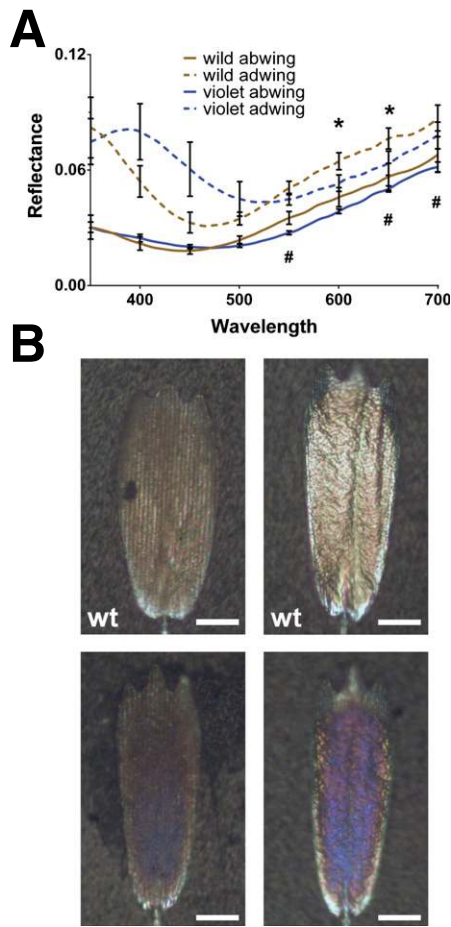 A
0.12
wild abwing
wild adwing
violet abwing
violet adwing
Reflectance
0.06
* *
#
#
#
0.00
400 500 600 700
Wavelength
B
wt wt